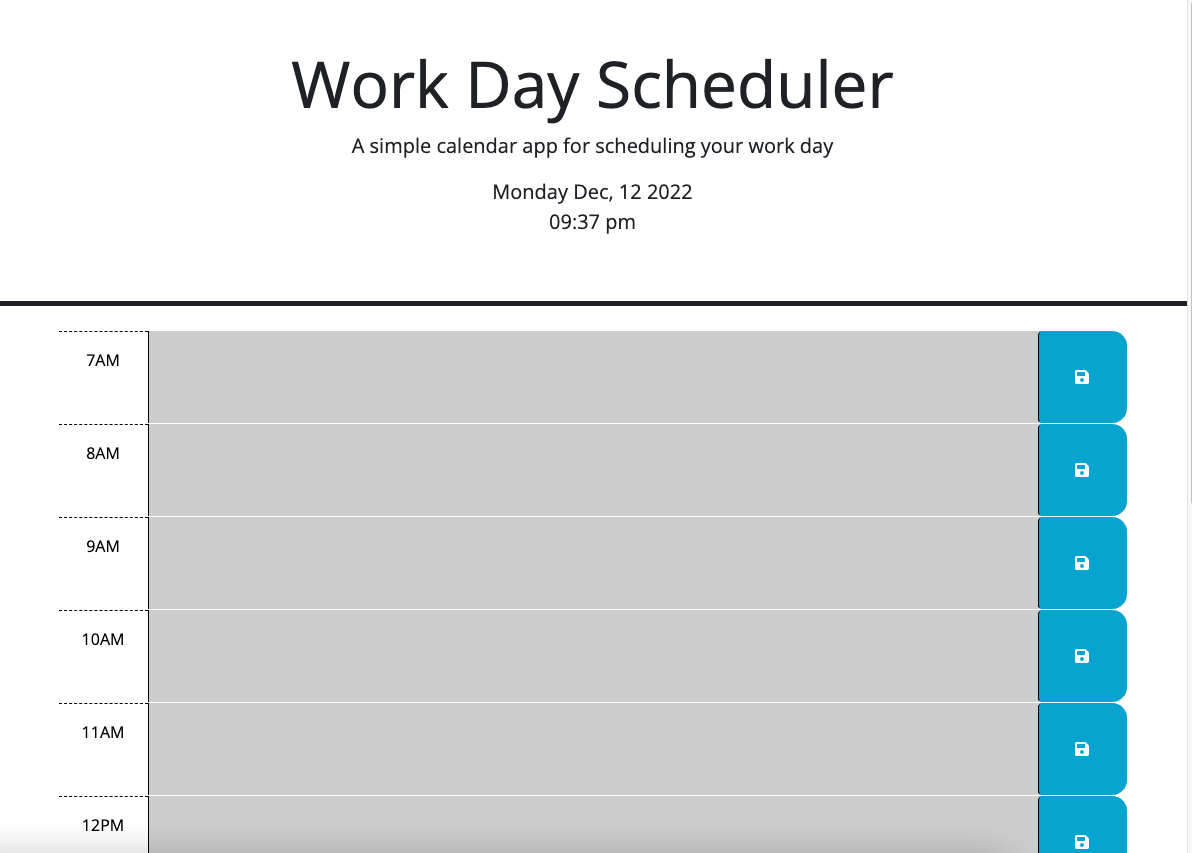 Work Day Scheduler
A simple calendar app for scheduling your work day
Monday Dec, 12 2022
09:37 pm
7AM
8AM
9AM
10AM
11AM
12PM